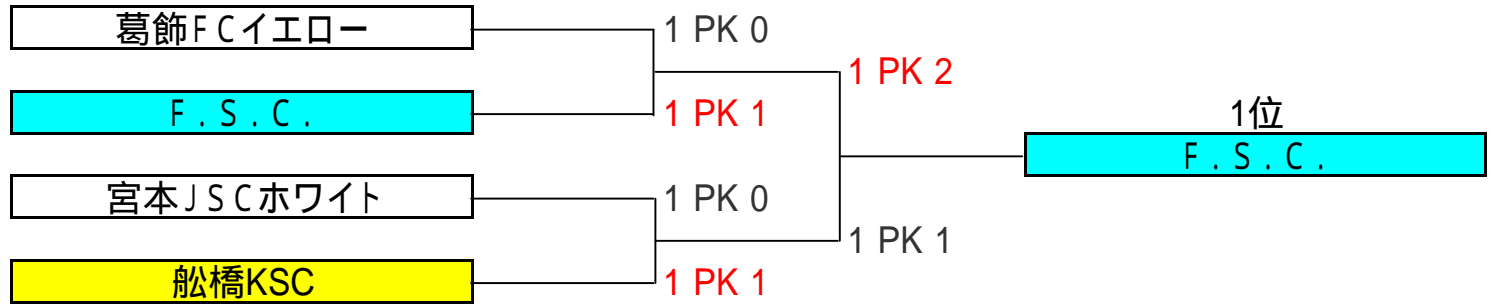 葛飾FCイエロー
1 PK 0
1 PK 2
F.S.C.
1 PK 1
1位
F.S.C.
宮本JSCホワイト
1 PK 0
1 PK 1
舩橋KSC
1 PK 1